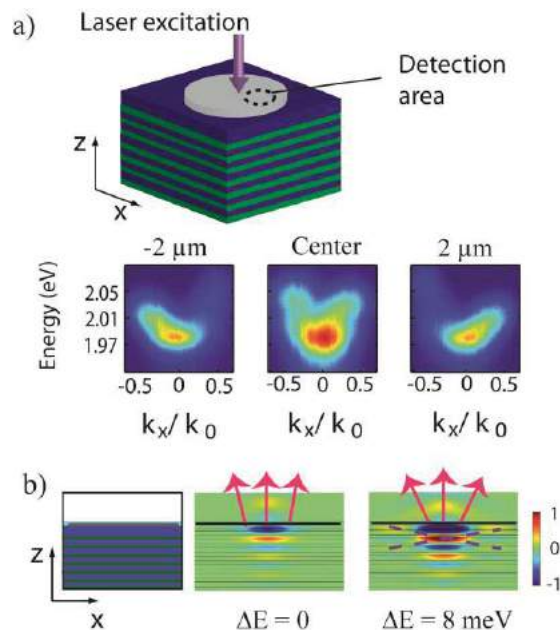 a)
Laser excitation
Detection
area
z
x
-2 μm
Center
2 μm
Energy (eV)
2.05
2.01
1.97
-0.5 0 0.5
-0.5 0 0.5
-0.5 0 0.5
kx/ k0
kx/ k0
kx/ k0
b)
z
x
ΔE = 0
ΔE = 8 meV
1
0
-1